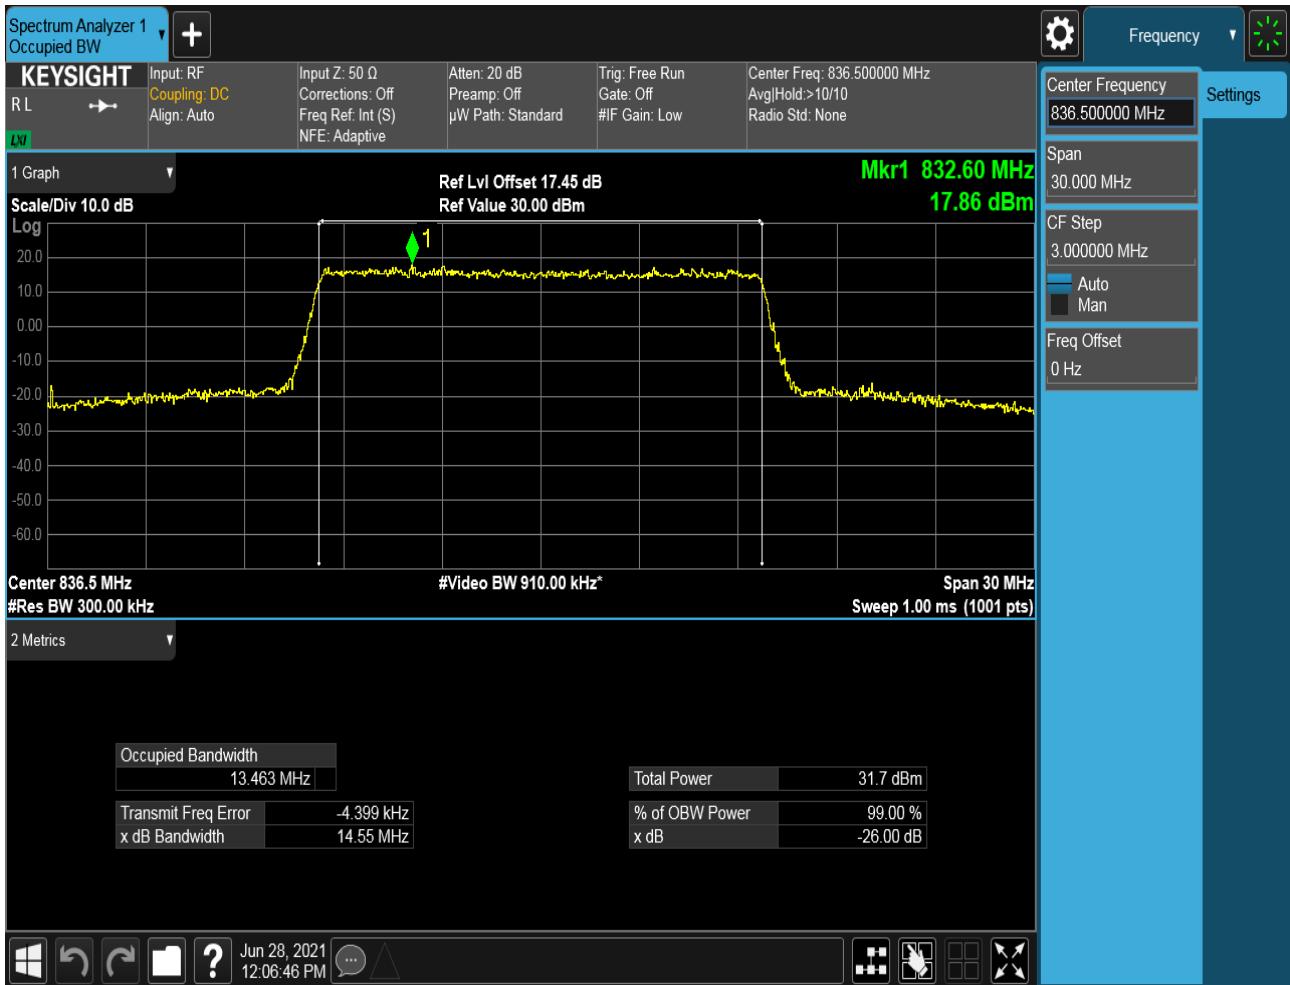 Spectrum Analyzer 1
Occupied BW
+
Frequency
KEYSIGHT
R L
LXI
Input: RF
Coupling: DC
Align: Auto
Input Z: 50 Ω
Corrections: Off
Freq Ref: Int (S)
NFE: Adaptive
Atten: 20 dB
Preamp: Off
µW Path: Standard
Trig: Free Run
Gate: Off
#IF Gain: Low
Center Freq: 836.500000 MHz
Avg|Hold:>10/10
Radio Std: None
Center Frequency
836.500000 MHz
Settings
Span
30.000 MHz
CF Step
3.000000 MHz
Auto
Man
Freq Offset
0 Hz
1 Graph
Ref Lvl Offset 17.45 dB
Mkr1 832.60 MHz
Scale/Div 10.0 dB
Ref Value 30.00 dBm
17.86 dBm
Log
1
20.0
10.0
0.00
-10.0
-20.0
-30.0
-40.0
-50.0
-60.0
Center 836.5 MHz
#Video BW 910.00 kHz*
Span 30 MHz
#Res BW 300.00 kHz
Sweep 1.00 ms (1001 pts)
2 Metrics
Occupied Bandwidth
13.463 MHz
Total Power 31.7 dBm
Transmit Freq Error -4.399 kHz
% of OBW Power 99.00 %
x dB Bandwidth 14.55 MHz
x dB -26.00 dB
?
Jun 28, 2021
12:06:46 PM